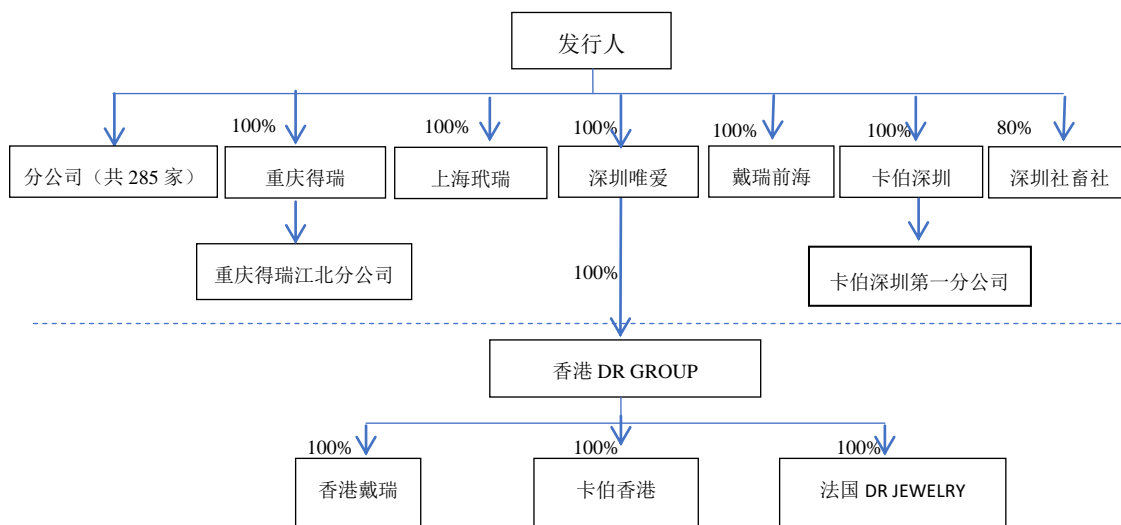 发行人
100%
100%
100%
100%
100%
80%
分公司（共 285 家）
重庆得瑞
上海玳瑞
深圳唯爱
戴瑞前海
卡伯深圳
深圳社畜社
重庆得瑞江北分公司
100%
卡伯深圳第一分公司
香港 DR GROUP
100%
100%
100%
香港戴瑞
卡伯香港
法国 DR JEWELRY